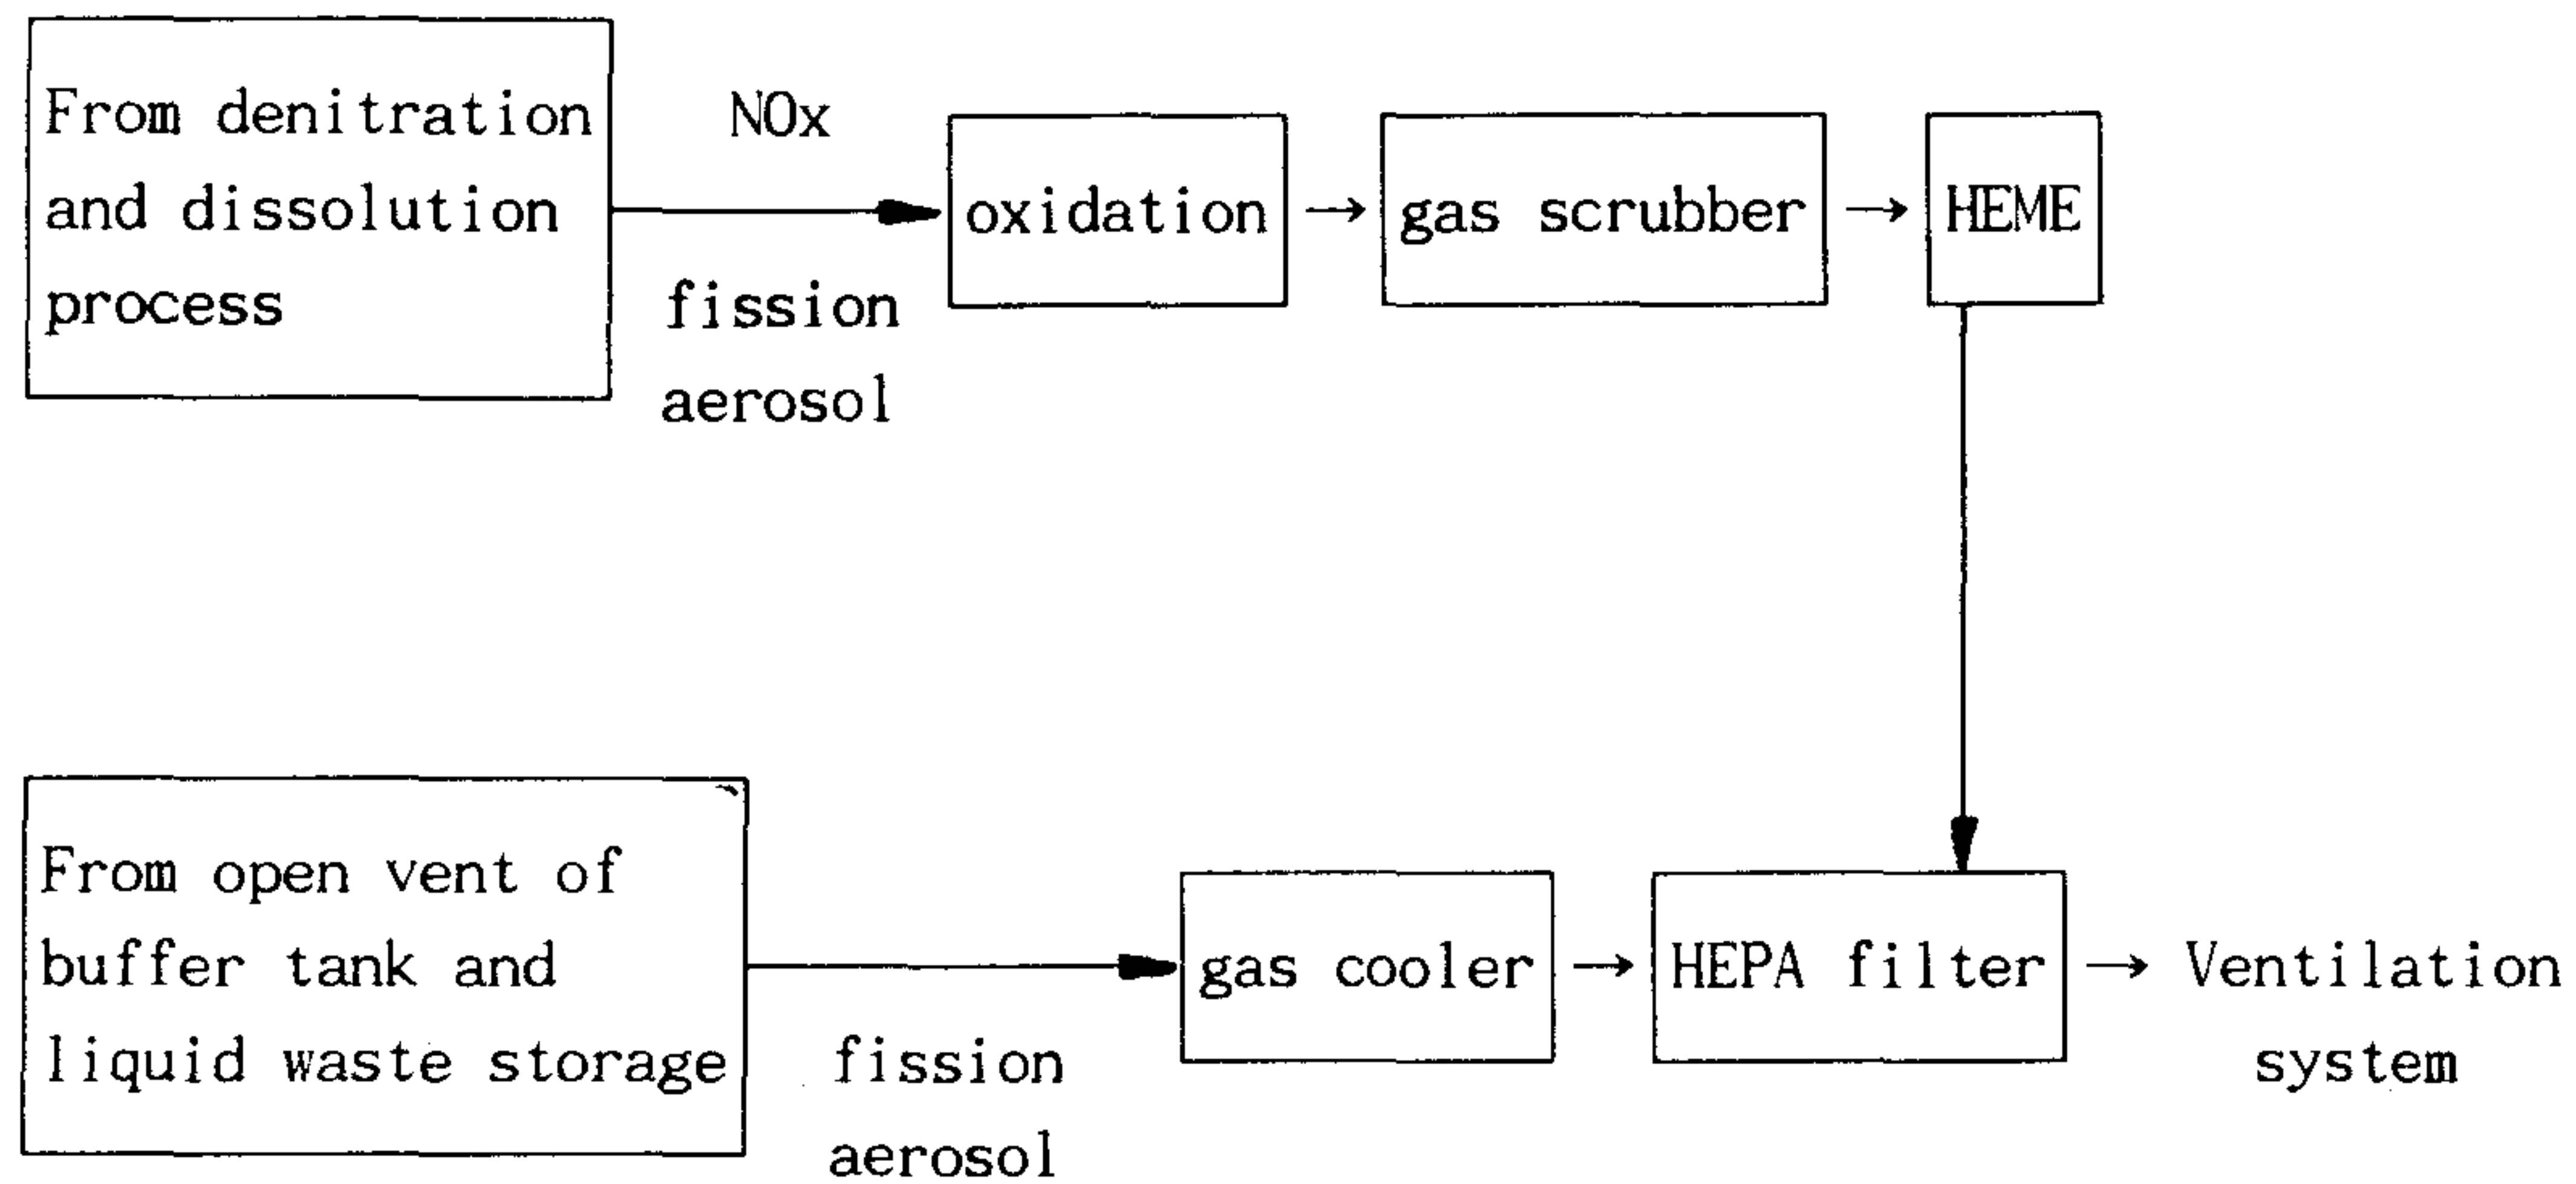 From denitration
and dissolution
process
NOx
fission
aerosol
oxidation
gas scrubber
HEME
From open vent of
buffer tank and
liquid waste storage
fission
aerosol
gas cooler
HEPA filter
Ventilation
system